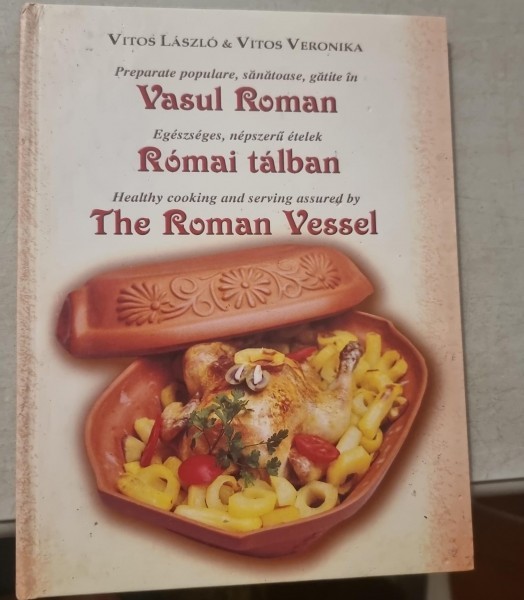 VITOS LÁSZLÓ & VITOS VERONIKA
Preparate populare, sănătoase, gătite în
Vasul Roman
Egészséges, népszerű ételek
Római tálban
Healthy cooking and serving assured by
The Roman Vessel